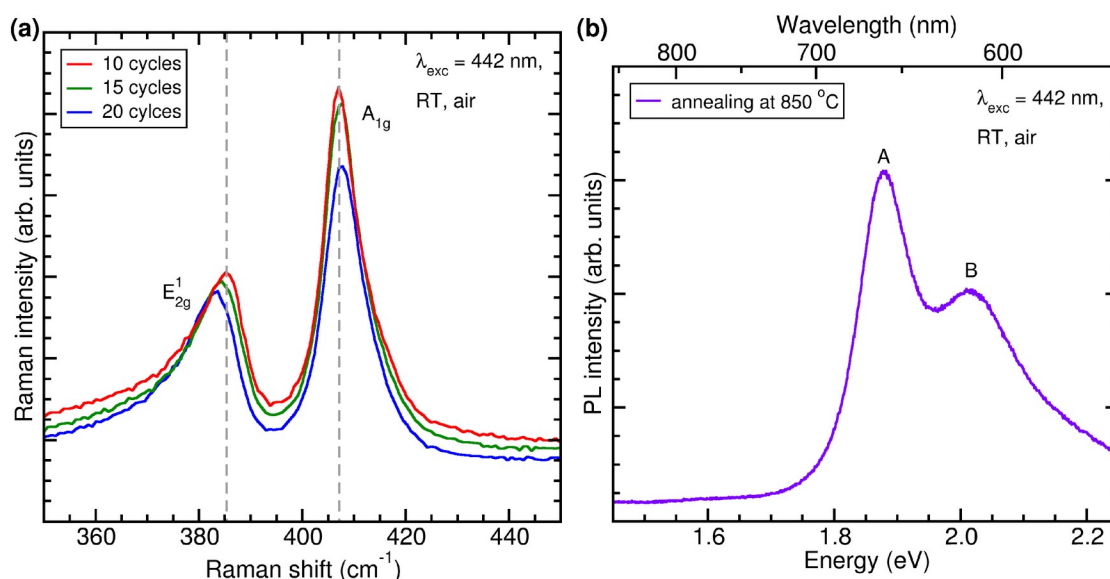 (a)
10 cycles
15 cycles
20 cylces
λexc = 442 nm,
RT, air
A1g
E¹2g
Raman intensity (arb. units)
360 380 400 420 440
Raman shift (cm⁻¹)
(b)
Wavelength (nm)
800 700 600
annealing at 850 °C
λexc = 442 nm,
RT, air
A
B
PL intensity (arb. units)
1.6 1.8 2.0 2.2
Energy (eV)